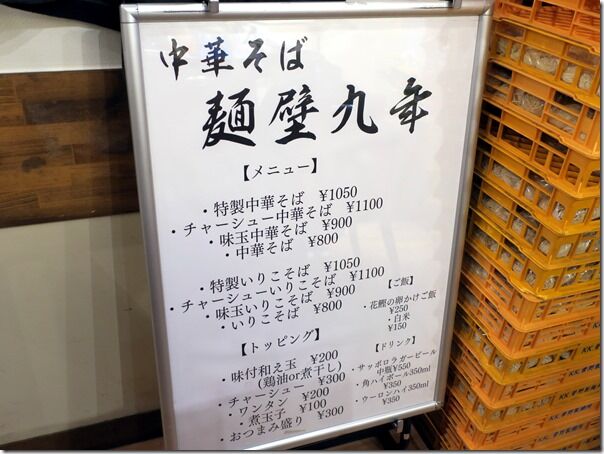 中華そば
麺壁九年
【メニュー】
・特製中華そば ¥1050
・チャーシュー中華そば ¥1100
・味玉中華そば ¥900
・中華そば ¥800
・特製いりこそば ¥1050
・チャーシューいりこそば ¥1100
・味玉いりこそば ¥900
・いりこそば ¥800
【トッピング】
・味付和え玉 ¥200
(鶏油or煮干し)
・チャーシュー ¥300
・ワンタン ¥200
・煮玉子 ¥100
・おつまみ盛り ¥300
【ご飯】
・花鰹の卵かけご飯
¥250
・白米
¥150
【ドリンク】
・サッポロラガービール
中瓶¥550
・角ハイボール350ml
¥350
・ウーロンハイ350ml
¥350